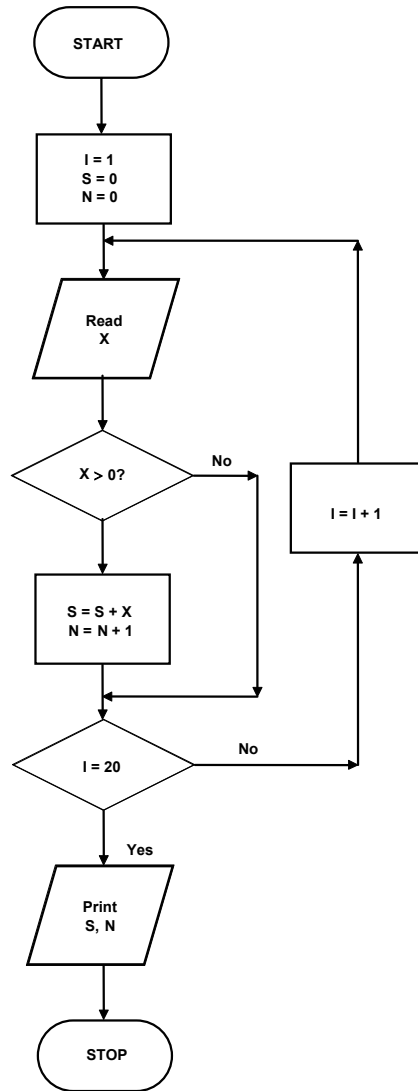 START
I = 1
S = 0
N = 0
Read
X
X > 0?
No
I = I + 1
S = S + X
N = N + 1
No
I = 20
Yes
Print
S, N
STOP